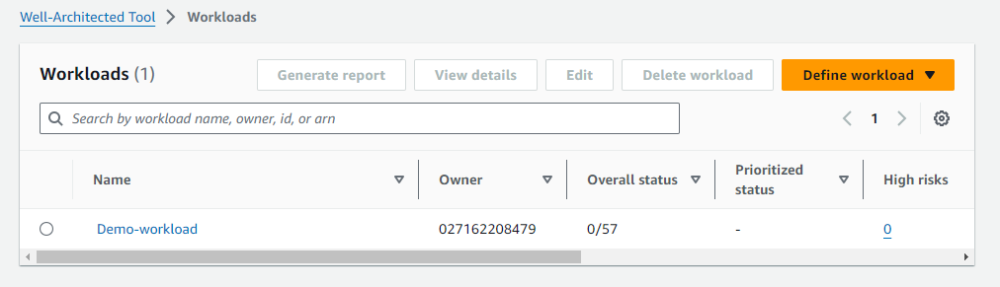 Well-Architected Tool > Workloads
Workloads (1) Generate report View details Edit Delete workload Define workload
Search by workload name, owner, id, or arn 1
Name Owner Overall status Prioritized status High risks
Demo-workload 027162208479 0/57 - 0